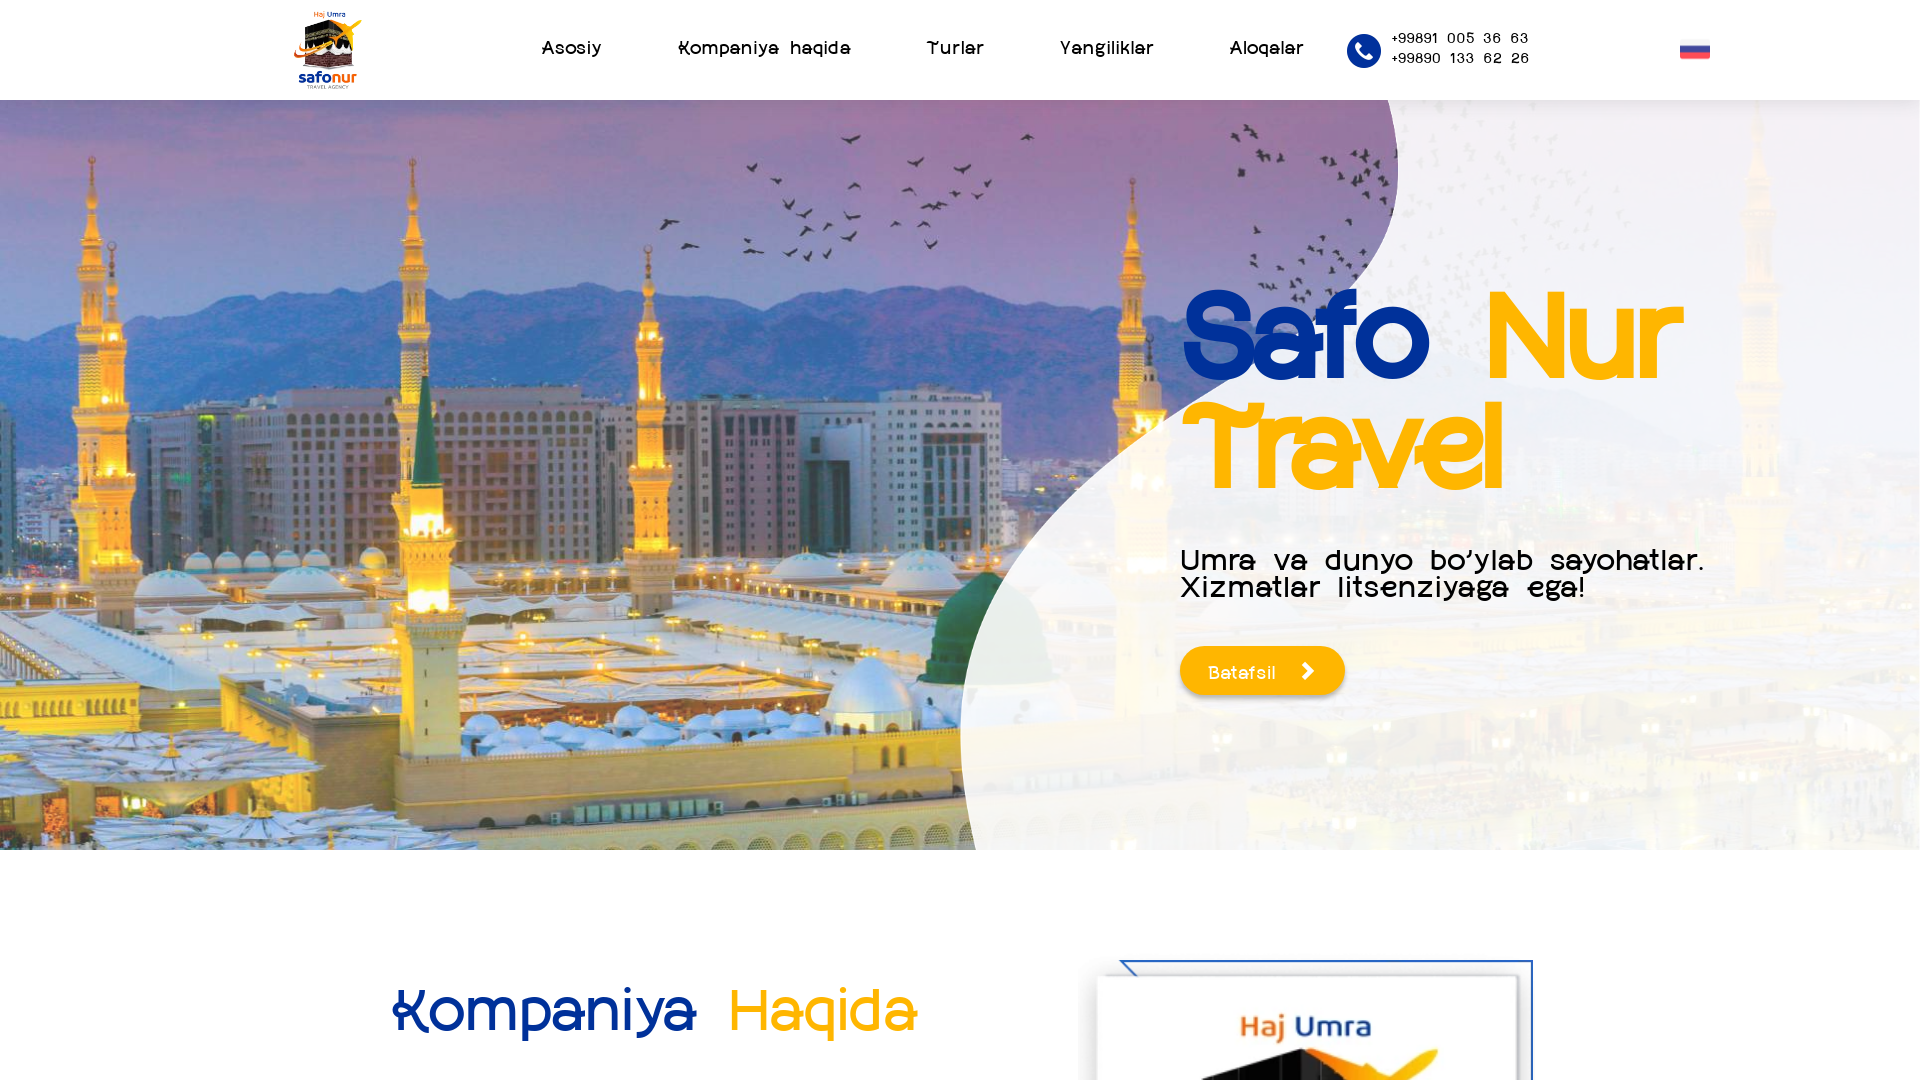 Haj Umra
safonur
TRAVEL AGENCY
Asosiy
Kompaniya haqida
Turlar
Yangiliklar
Aloqalar
+99891 005 36 63
+99890 133 62 26
Safo Nur
Travel
Umra va dunyo bo’ylab sayohatlar.
Xizmatlar litsenziyaga ega!
Batafsil
Kompaniya Haqida
Haj Umra